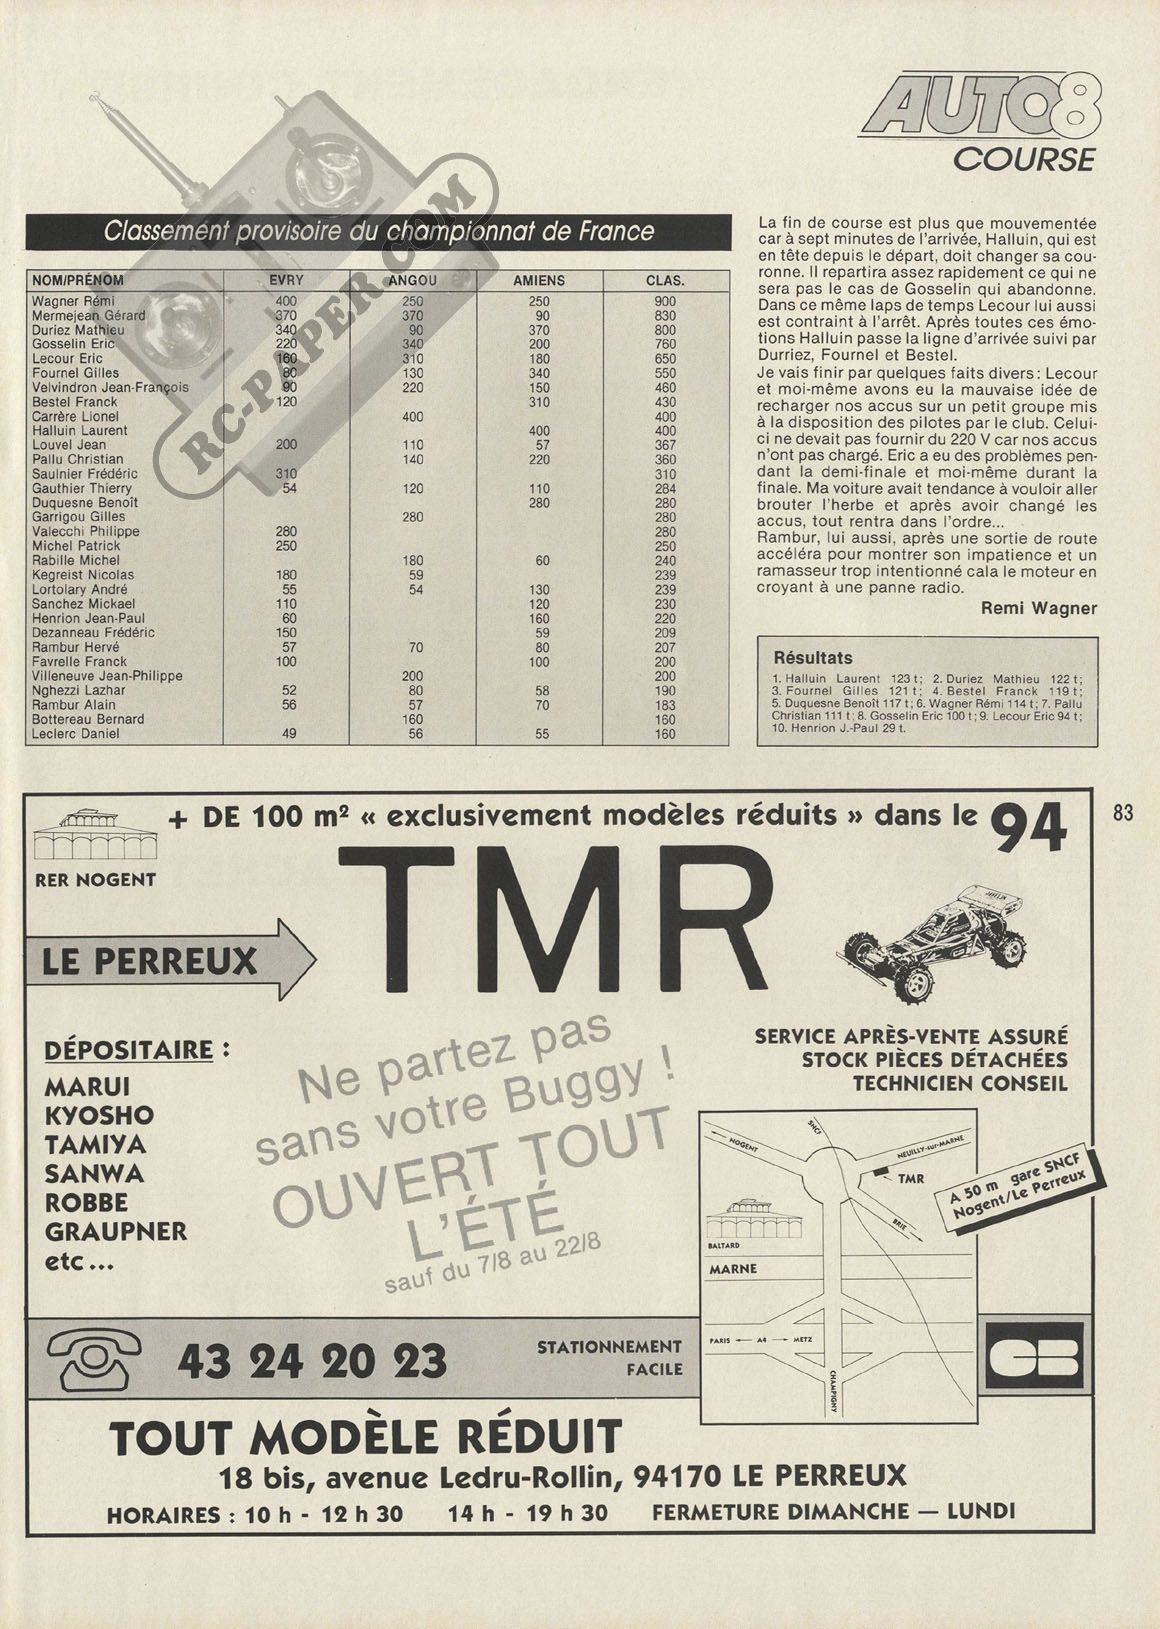 AUTO8
COURSE
Classement provisoire du championnat de France
NOM/PRÉNOM EVRY ANGOU AMIENS CLAS.
Wagner Rémi 400 250 250 900
Mermejean Gérard 370 370 90 830
Duriez Mathieu 340 90 370 800
Gosselin Eric 220 340 200 760
Lecour Eric 160 310 180 650
Fournel Gilles 80 130 340 550
Velvindron Jean-François 90 220 150 460
Bestel Franck 120 310 430
Carrère Lionel 400 400
Halluin Laurent 400 400
Louvel Jean 200 110 57 367
Pallu Christian 140 220 360
Saulnier Frédéric 310 310
Gauthier Thierry 54 120 110 284
Duquesne Benoît 280 280
Garrigou Gilles 280 280
Valecchi Philippe 280 280
Michel Patrick 250 250
Rabille Michel 180 60 240
Kegreist Nicolas 180 59 239
Lortolary André 55 54 130 239
Sanchez Mickael 110 120 230
Henrion Jean-Paul 60 160 220
Dezanneau Frédéric 150 59 209
Rambur Hervé 57 70 80 207
Favrelle Franck 100 100 200
Villeneuve Jean-Philippe 200 200
Nghezzi Lazhar 52 80 58 190
Rambur Alain 56 57 70 183
Bottereau Bernard 160 160
Leclerc Daniel 49 56 55 160
RC-PAPER.COM
La fin de course est plus que mouvementée
car à sept minutes de l'arrivée, Halluin, qui est
en tête depuis le départ, doit changer sa cou-
ronne. Il repartira assez rapidement ce qui ne
sera pas le cas de Gosselin qui abandonne.
Dans ce même laps de temps Lecour lui aussi
est contraint à l'arrêt. Après toutes ces émo-
tions Halluin passe la ligne d'arrivée suivi par
Durriez, Fournel et Bestel.
Je vais finir par quelques faits divers : Lecour
et moi-même avons eu la mauvaise idée de
recharger nos accus sur un petit groupe mis
à la disposition des pilotes par le club. Celui-
ci ne devait pas fournir du 220 V car nos accus
n'ont pas chargé. Eric a eu des problèmes pen-
dant la demi-finale et moi-même durant la
finale. Ma voiture avait tendance à vouloir aller
brouter l'herbe et après avoir changé les
accus, tout rentra dans l'ordre...
Rambur, lui aussi, après une sortie de route
accéléra pour montrer son impatience et un
ramasseur trop intentionné cala le moteur en
croyant à une panne radio.
Remi Wagner
Résultats
1. Halluin Laurent 123 t ; 2. Duriez Mathieu 122 t ;
3. Fournel Gilles 121 t ; 4. Bestel Franck 119 t ;
5. Duquesne Benoît 117 t ; 6. Wagner Rémi 114 t ; 7. Pallu
Christian 111 t ; 8. Gosselin Eric 100 t ; 9. Lecour Eric 94 t ;
10. Henrion J.-Paul 29 t.
83
+ DE 100 m² « exclusivement modèles réduits » dans le 94
RER NOGENT
TMR
LE PERREUX
JAVELIN
DÉPOSITAIRE :
MARUI
KYOSHO
TAMIYA
SANWA
ROBBE
GRAUPNER
etc ...
Ne partez pas
sans votre Buggy !
OUVERT TOUT
L'ÉTÉ
sauf du 7/8 au 22/8
SERVICE APRÈS-VENTE ASSURÉ
STOCK PIÈCES DÉTACHÉES
TECHNICIEN CONSEIL
NOGENT
SNCF
NEUILLY-sur-MARNE
TMR
BRIE
A 50 m gare SNCF
Nogent/Le Perreux
BALTARD
MARNE
PARIS A4 METZ
CHAMPIGNY
43 24 20 23
STATIONNEMENT
FACILE
CB
TOUT MODÈLE RÉDUIT
18 bis, avenue Ledru-Rollin, 94170 LE PERREUX
HORAIRES : 10 h - 12 h 30 14 h - 19 h 30 FERMETURE DIMANCHE — LUNDI